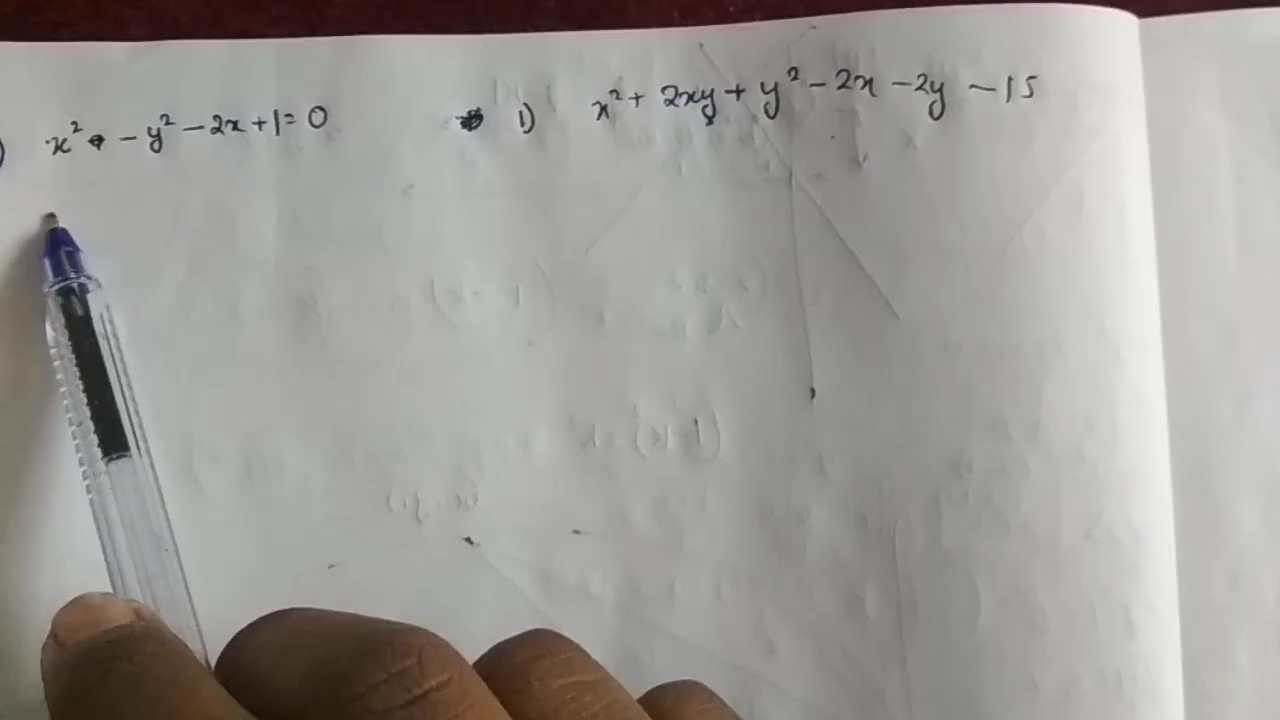 ) x² - y² - 2x + 1 = 0
1) x² + 2xy + y² - 2x - 2y - 15